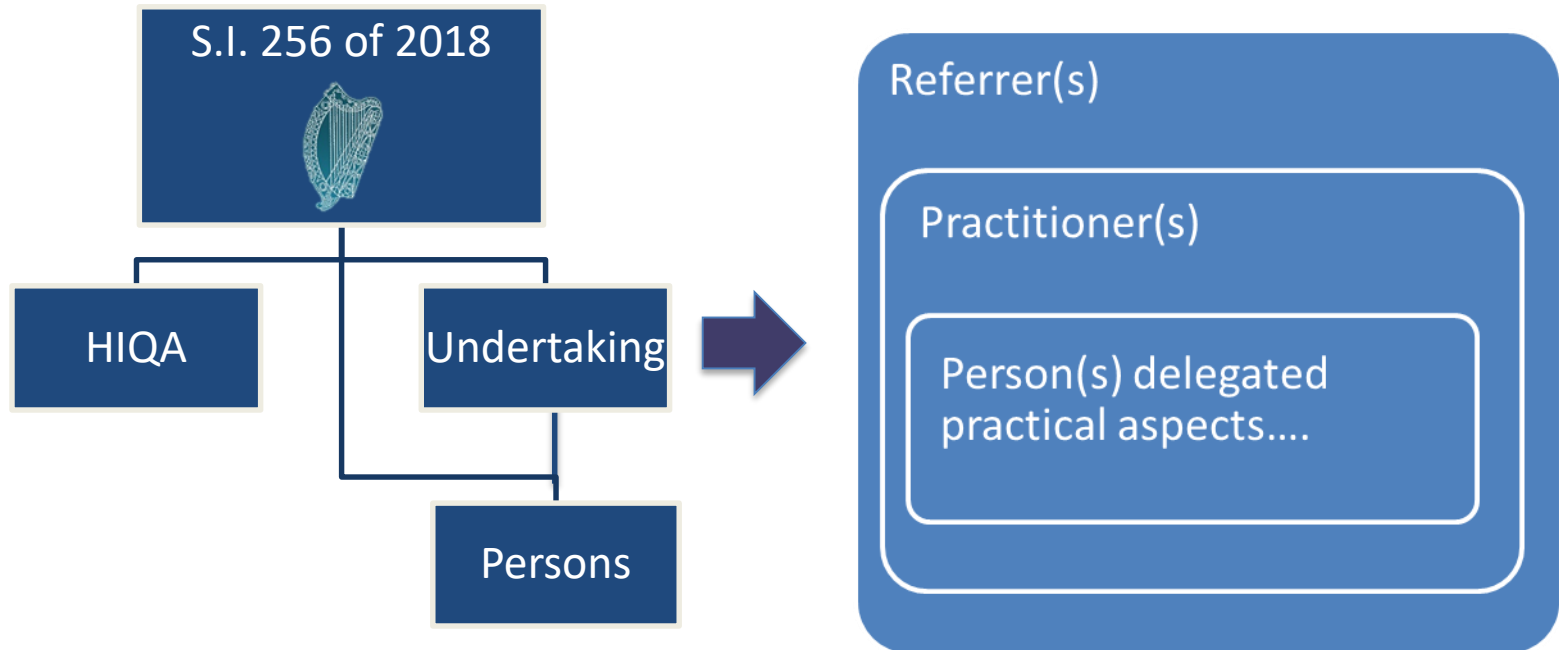 S.I. 256 of 2018
HIQA
Undertaking
Persons
Referrer(s)
Practitioner(s)
Person(s) delegated
practical aspects....